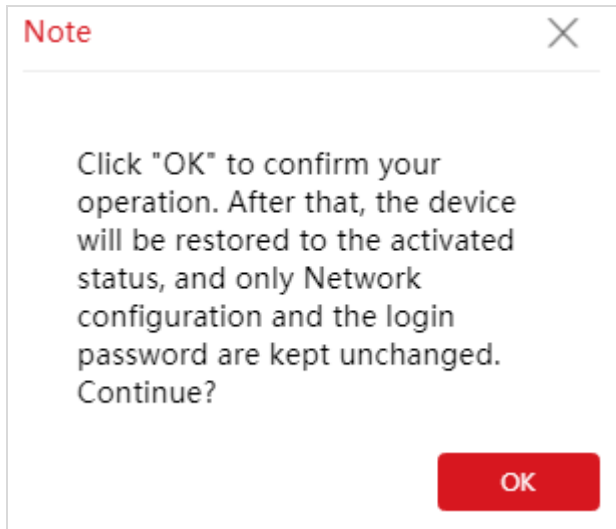 Note
Click "OK" to confirm your
operation. After that, the device
will be restored to the activated
status, and only Network
configuration and the login
password are kept unchanged.
Continue?
OK